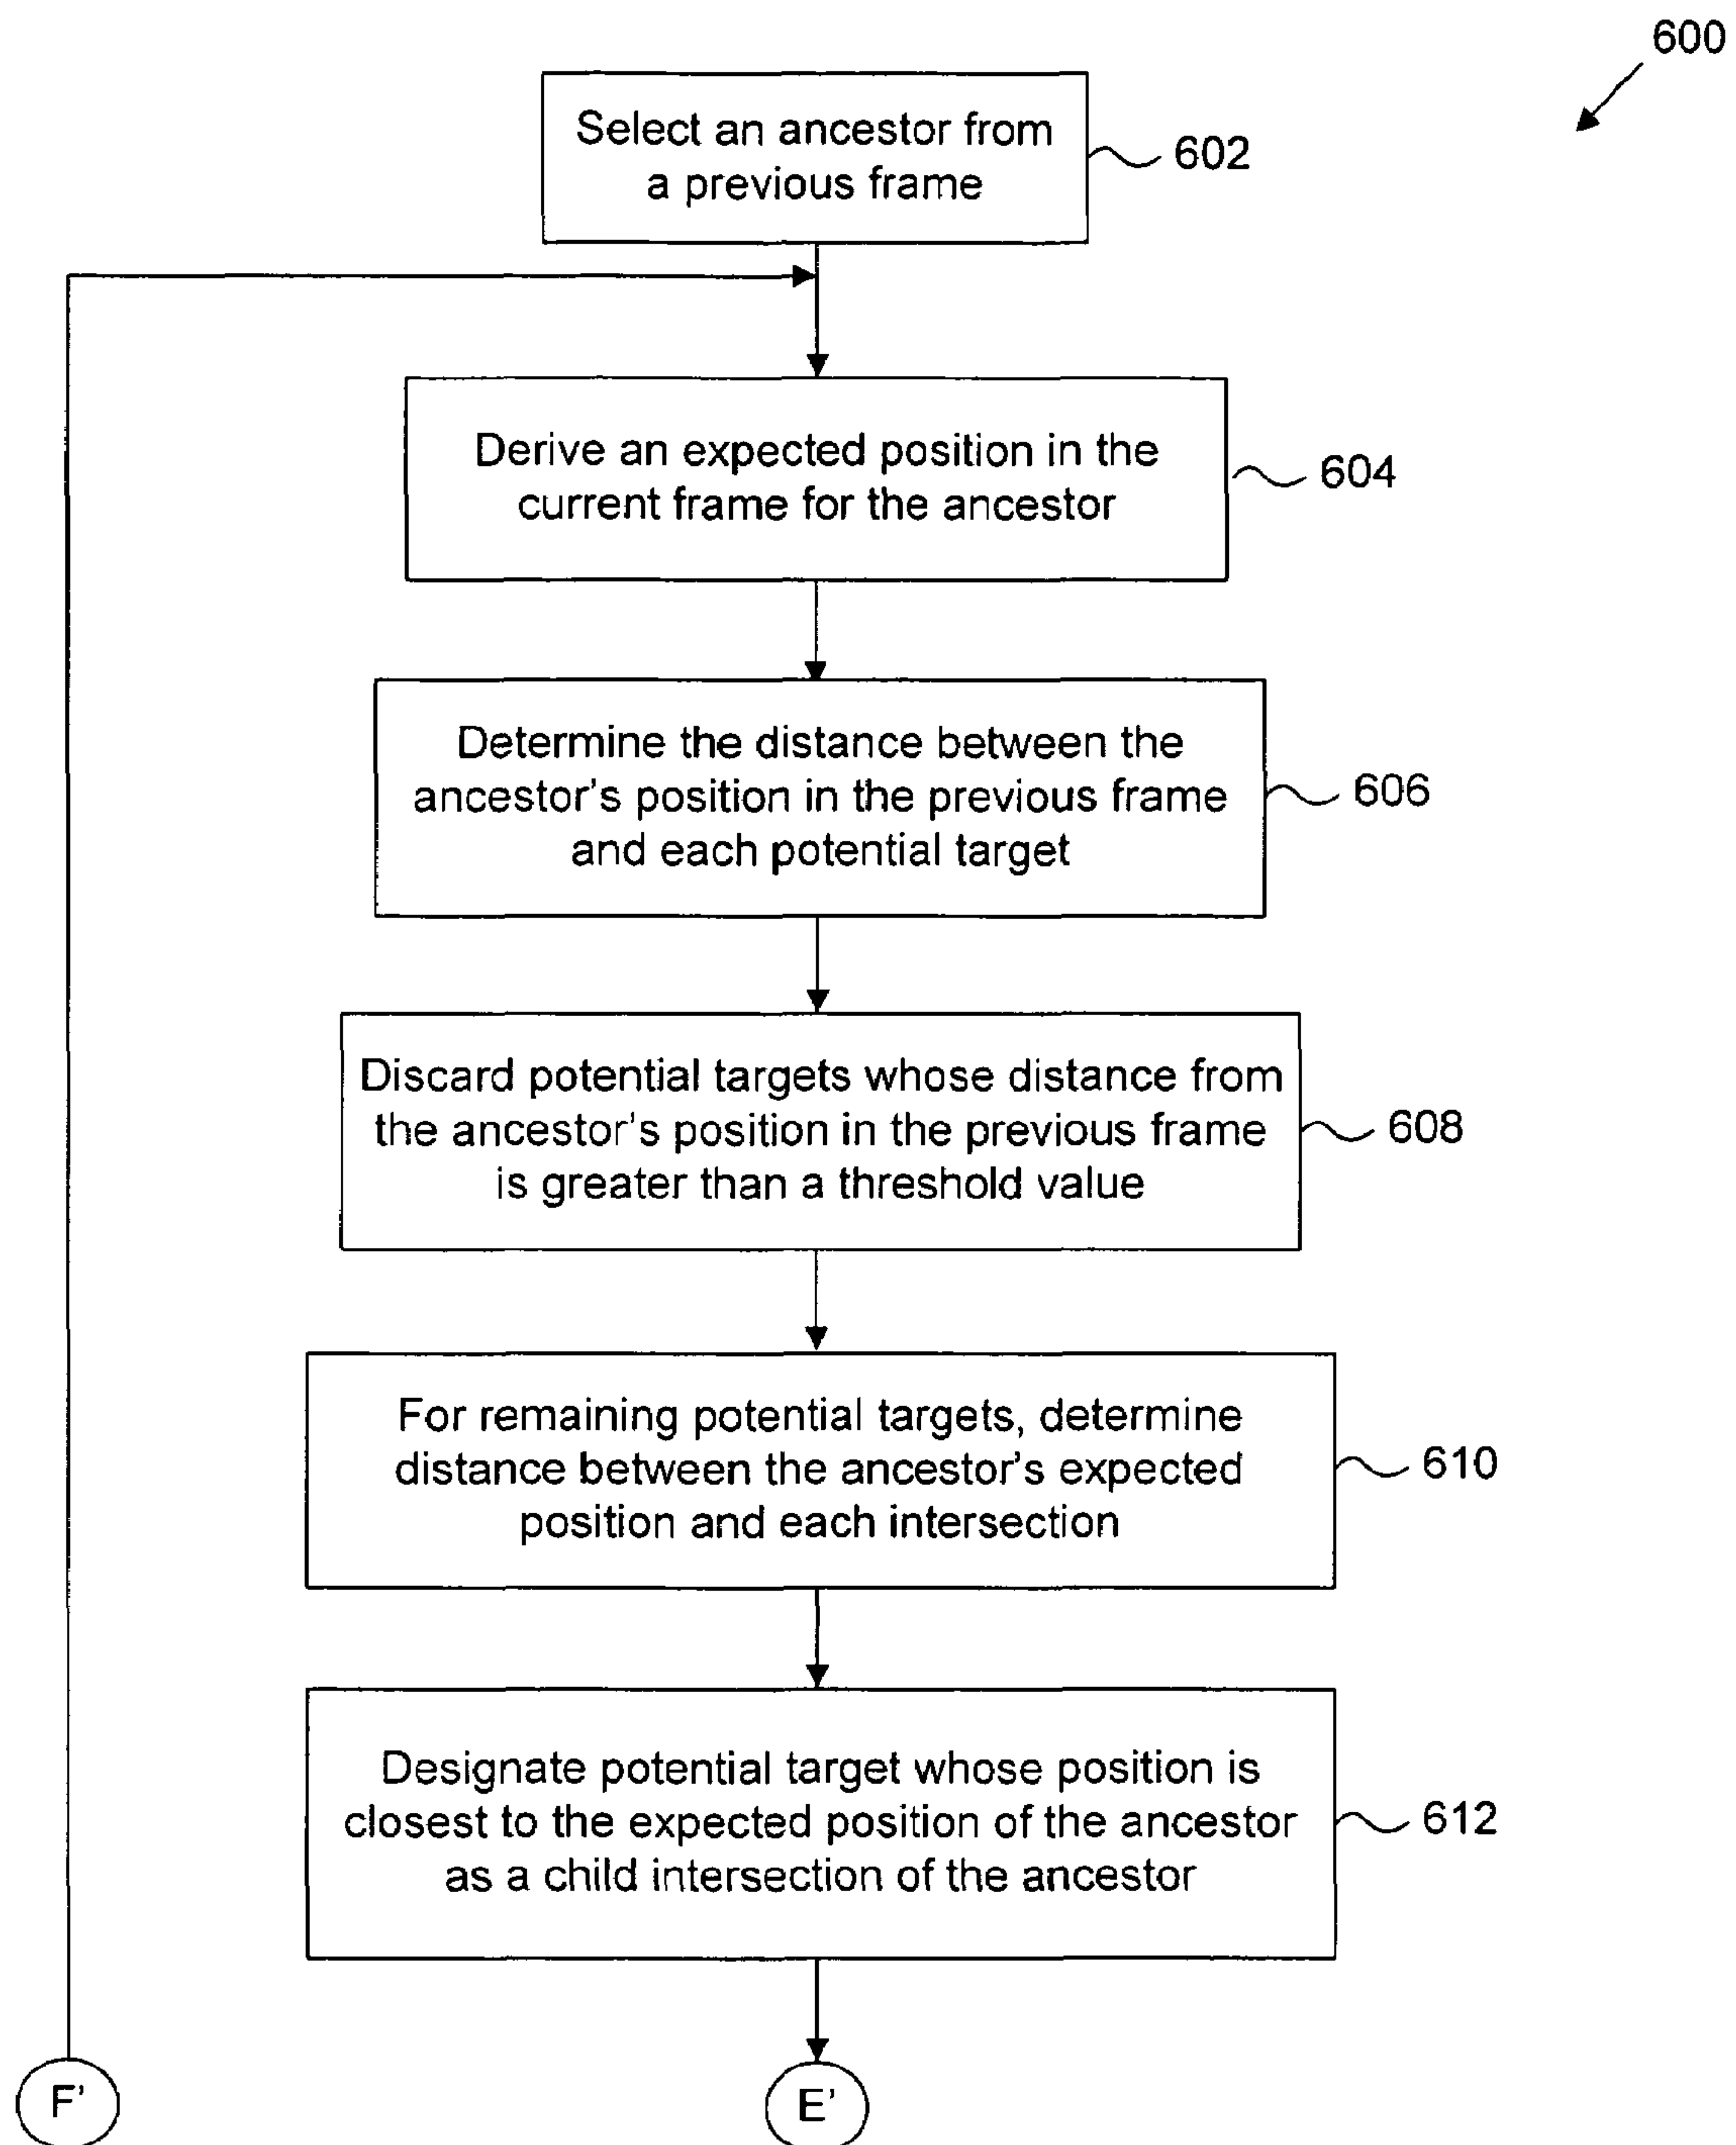 600
Select an ancestor from
a previous frame
602
Derive an expected position in the
current frame for the ancestor
604
Determine the distance between the
ancestor's position in the previous frame
and each potential target
606
Discard potential targets whose distance from
the ancestor's position in the previous frame
is greater than a threshold value
608
For remaining potential targets, determine
distance between the ancestor's expected
position and each intersection
610
Designate potential target whose position is
closest to the expected position of the ancestor
as a child intersection of the ancestor
612
F'
E'